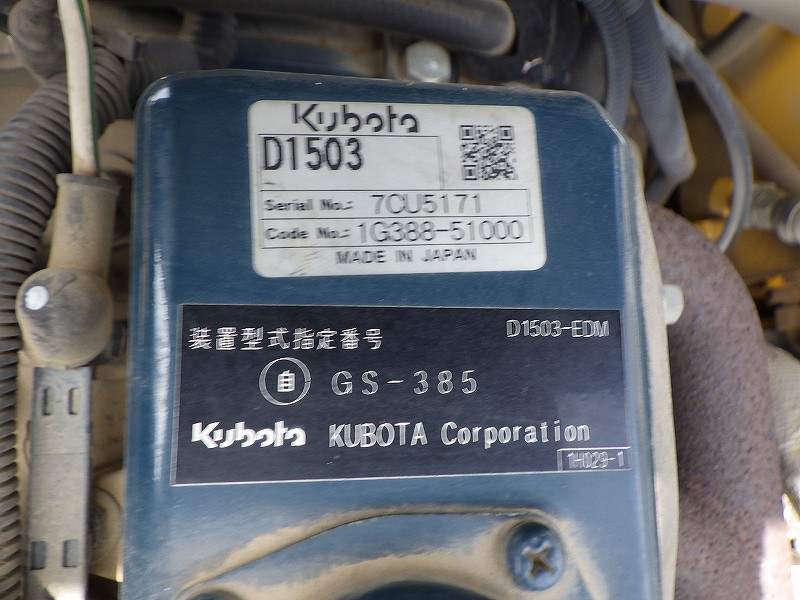 Kubota
D1503
Serial No.: 7CU5171
Code No.: 1G388-51000
MADE IN JAPAN
装置型式指定番号
D1503-EDM
自 GS-385
Kubota KUBOTA Corporation
1H029-1